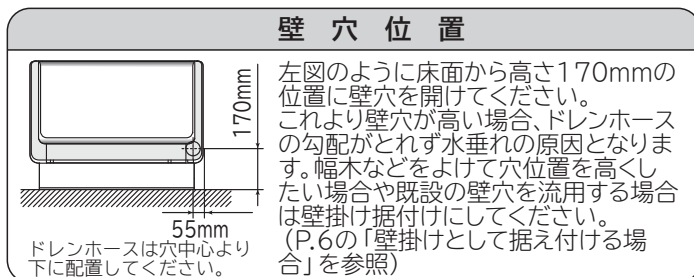 壁穴位置
170mm
55mm
ドレンホースは穴中心より
下に配置してください。
左図のように床面から高さ170mmの
位置に壁穴を開けてください。
これより壁穴が高い場合、ドレンホース
の勾配がとれず水垂れの原因となりま
す。幅木などをよけて穴位置を高くし
たい場合や既設の壁穴を流用する場合
は壁掛け据付けにしてください。
(P.6の「壁掛けとして据え付ける場
合」を参照)